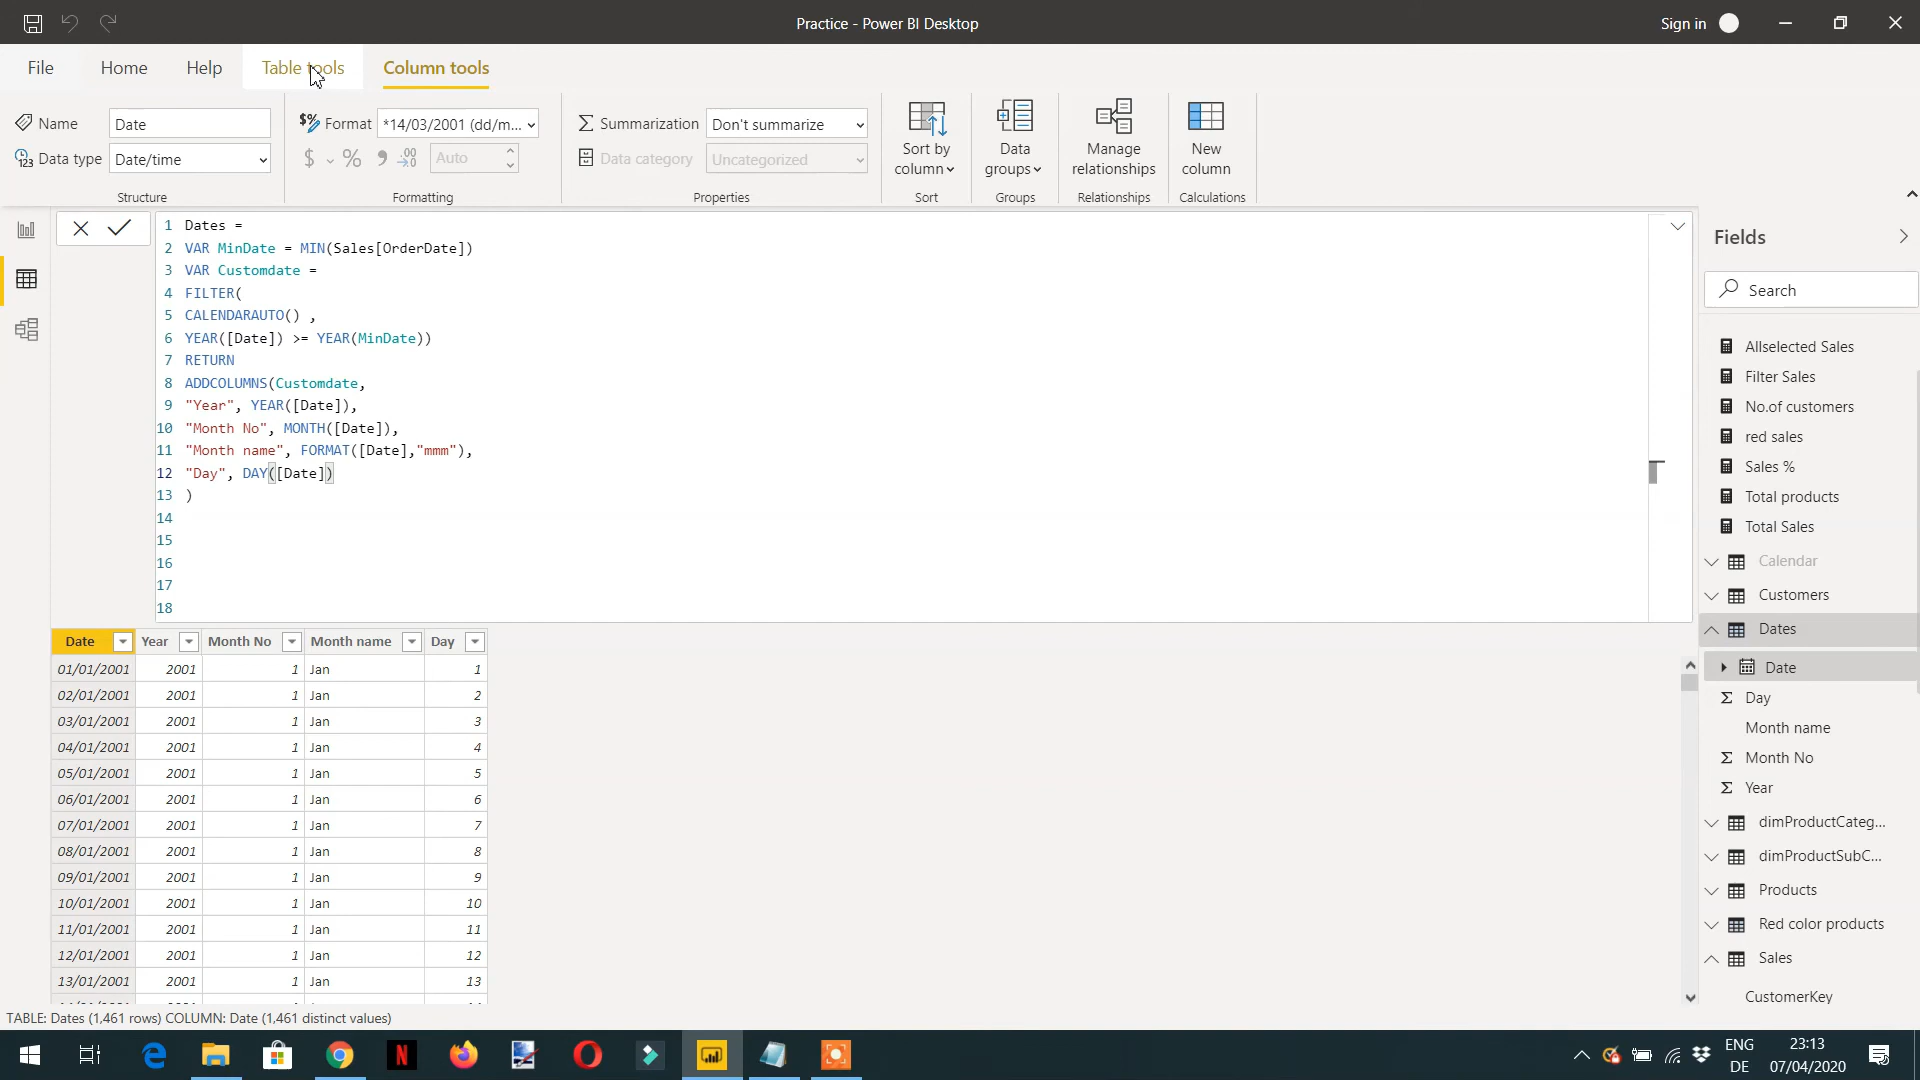 Practice - Power BI Desktop
Sign in
File Home Help Table tools Column tools
Name Date
Data type Date/time
Structure
Format *14/03/2001 (dd/m...
$ % 9 .00 Auto
Formatting
Summarization Don't summarize
Data category Uncategorized
Properties
Sort by column
Sort
Data groups
Groups
Manage relationships
Relationships
New column
Calculations
1 Dates =
2 VAR MinDate = MIN(Sales[OrderDate])
3 VAR Customdate =
4 FILTER(
5 CALENDARAUTO() ,
6 YEAR([Date]) >= YEAR(MinDate))
7 RETURN
8 ADDCOLUMNS(Customdate,
9 "Year", YEAR([Date]),
10 "Month No", MONTH([Date]),
11 "Month name", FORMAT([Date],"mmm"),
12 "Day", DAY([Date])
13 )
14
15
16
17
18
Date Year Month No Month name Day
01/01/2001 2001 1 Jan 1
02/01/2001 2001 1 Jan 2
03/01/2001 2001 1 Jan 3
04/01/2001 2001 1 Jan 4
05/01/2001 2001 1 Jan 5
06/01/2001 2001 1 Jan 6
07/01/2001 2001 1 Jan 7
08/01/2001 2001 1 Jan 8
09/01/2001 2001 1 Jan 9
10/01/2001 2001 1 Jan 10
11/01/2001 2001 1 Jan 11
12/01/2001 2001 1 Jan 12
13/01/2001 2001 1 Jan 13
Fields
Search
Allselected Sales
Filter Sales
No.of customers
red sales
Sales %
Total products
Total Sales
Calendar
Customers
Dates
Date
Day
Month name
Month No
Year
dimProductCateg...
dimProductSubC...
Products
Red color products
Sales
CustomerKey
TABLE: Dates (1,461 rows) COLUMN: Date (1,461 distinct values)
ENG
DE
23:13
07/04/2020